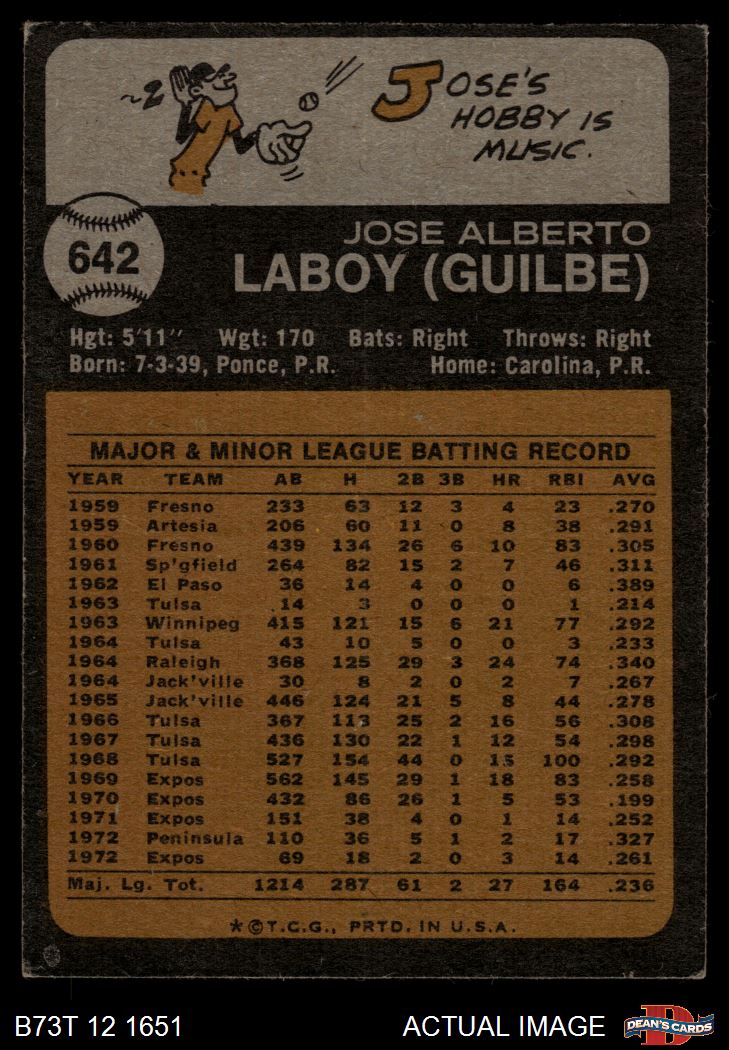 JOSE'S
HOBBY IS
MUSIC.
642
JOSE ALBERTO
LABOY (GUILBE)
Hgt: 5'11" Wgt: 170 Bats: Right Throws: Right
Born: 7-3-39, Ponce, P.R. Home: Carolina, P.R.
MAJOR & MINOR LEAGUE BATTING RECORD
YEAR TEAM AB H 2B 3B HR RBI AVG
1959 Fresno 233 63 12 3 4 23 .270
1959 Artesia 206 60 11 0 8 38 .291
1960 Fresno 439 134 26 6 10 83 .305
1961 Sp'gfield 264 82 15 2 7 46 .311
1962 El Paso 36 14 4 0 0 6 .389
1963 Tulsa 14 3 0 0 0 1 .214
1963 Winnipeg 415 121 15 6 21 77 .292
1964 Tulsa 43 10 5 0 0 3 .233
1964 Raleigh 368 125 29 3 24 74 .340
1964 Jack'ville 30 8 2 0 2 7 .267
1965 Jack'ville 446 124 21 5 8 44 .278
1966 Tulsa 367 113 25 2 16 56 .308
1967 Tulsa 436 130 22 1 12 54 .298
1968 Tulsa 527 154 44 0 15 100 .292
1969 Expos 562 145 29 1 18 83 .258
1970 Expos 432 86 26 1 5 53 .199
1971 Expos 151 38 4 0 1 14 .252
1972 Peninsula 110 36 5 1 2 17 .327
1972 Expos 69 18 2 0 3 14 .261
Maj. Lg. Tot. 1214 287 61 2 27 164 .236
*©T.C.G., PRTD. IN U.S.A.
B73T 12 1651 ACTUAL IMAGE DEAN'S CARDS